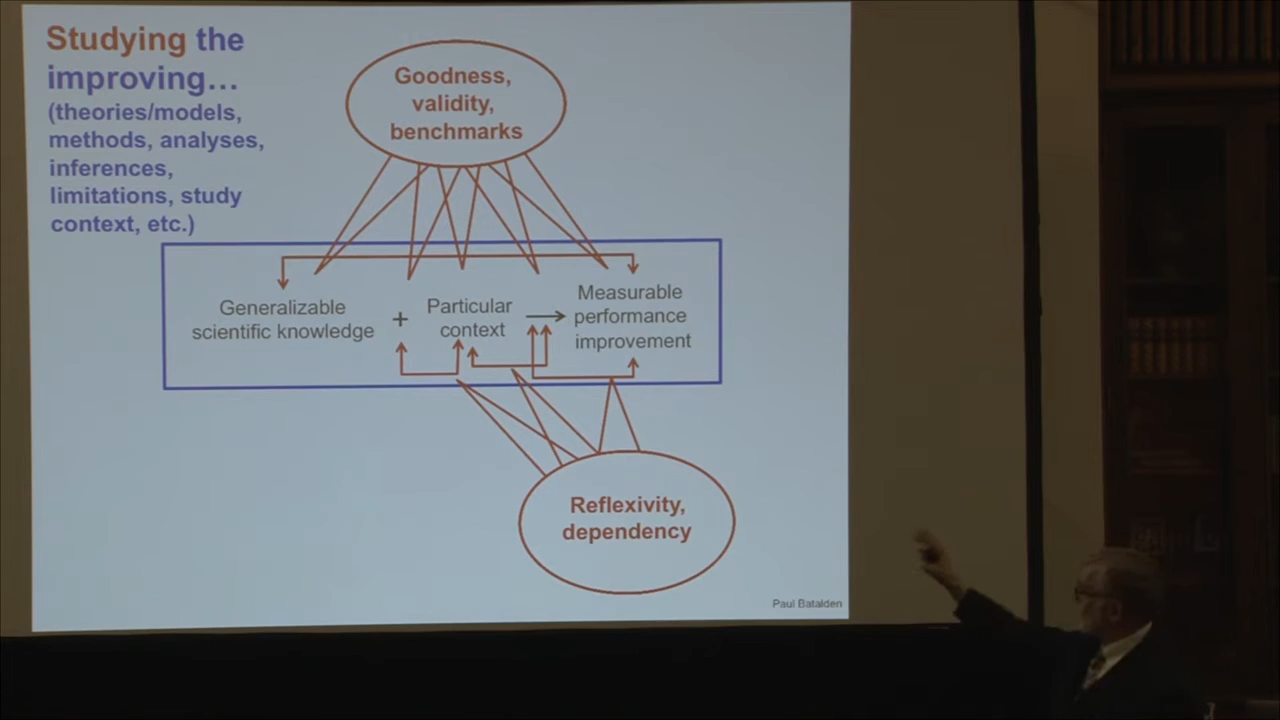 Studying the
improving…
(theories/models,
methods, analyses,
inferences,
limitations, study
context, etc.)
Goodness,
validity,
benchmarks
Generalizable
scientific knowledge
+
Particular
context
Measurable
performance
improvement
Reflexivity,
dependency
Paul Batalden